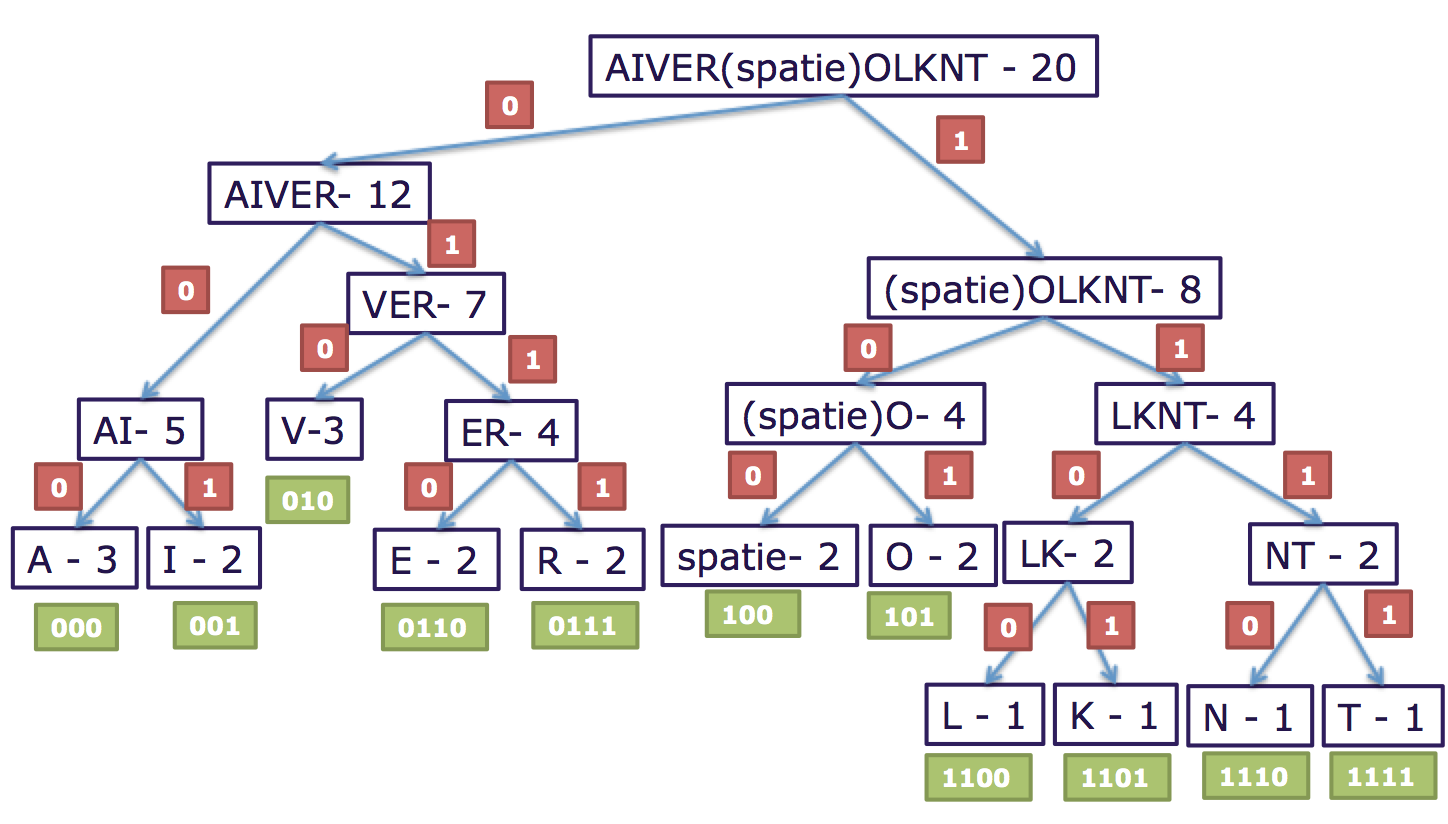 AIVER(spatie)OLKNT - 20
0
1
AIVER- 12
1
0
VER- 7
(spatie)OLKNT- 8
0
1
0
1
AI- 5
V-3
ER- 4
(spatie)O- 4
LKNT- 4
0
1
010
0
1
0
1
0
1
A - 3
I - 2
E - 2
R - 2
spatie- 2
O - 2
LK- 2
NT - 2
000
001
0110
0111
100
101
0
1
0
1
L - 1
K - 1
N - 1
T - 1
1100
1101
1110
1111